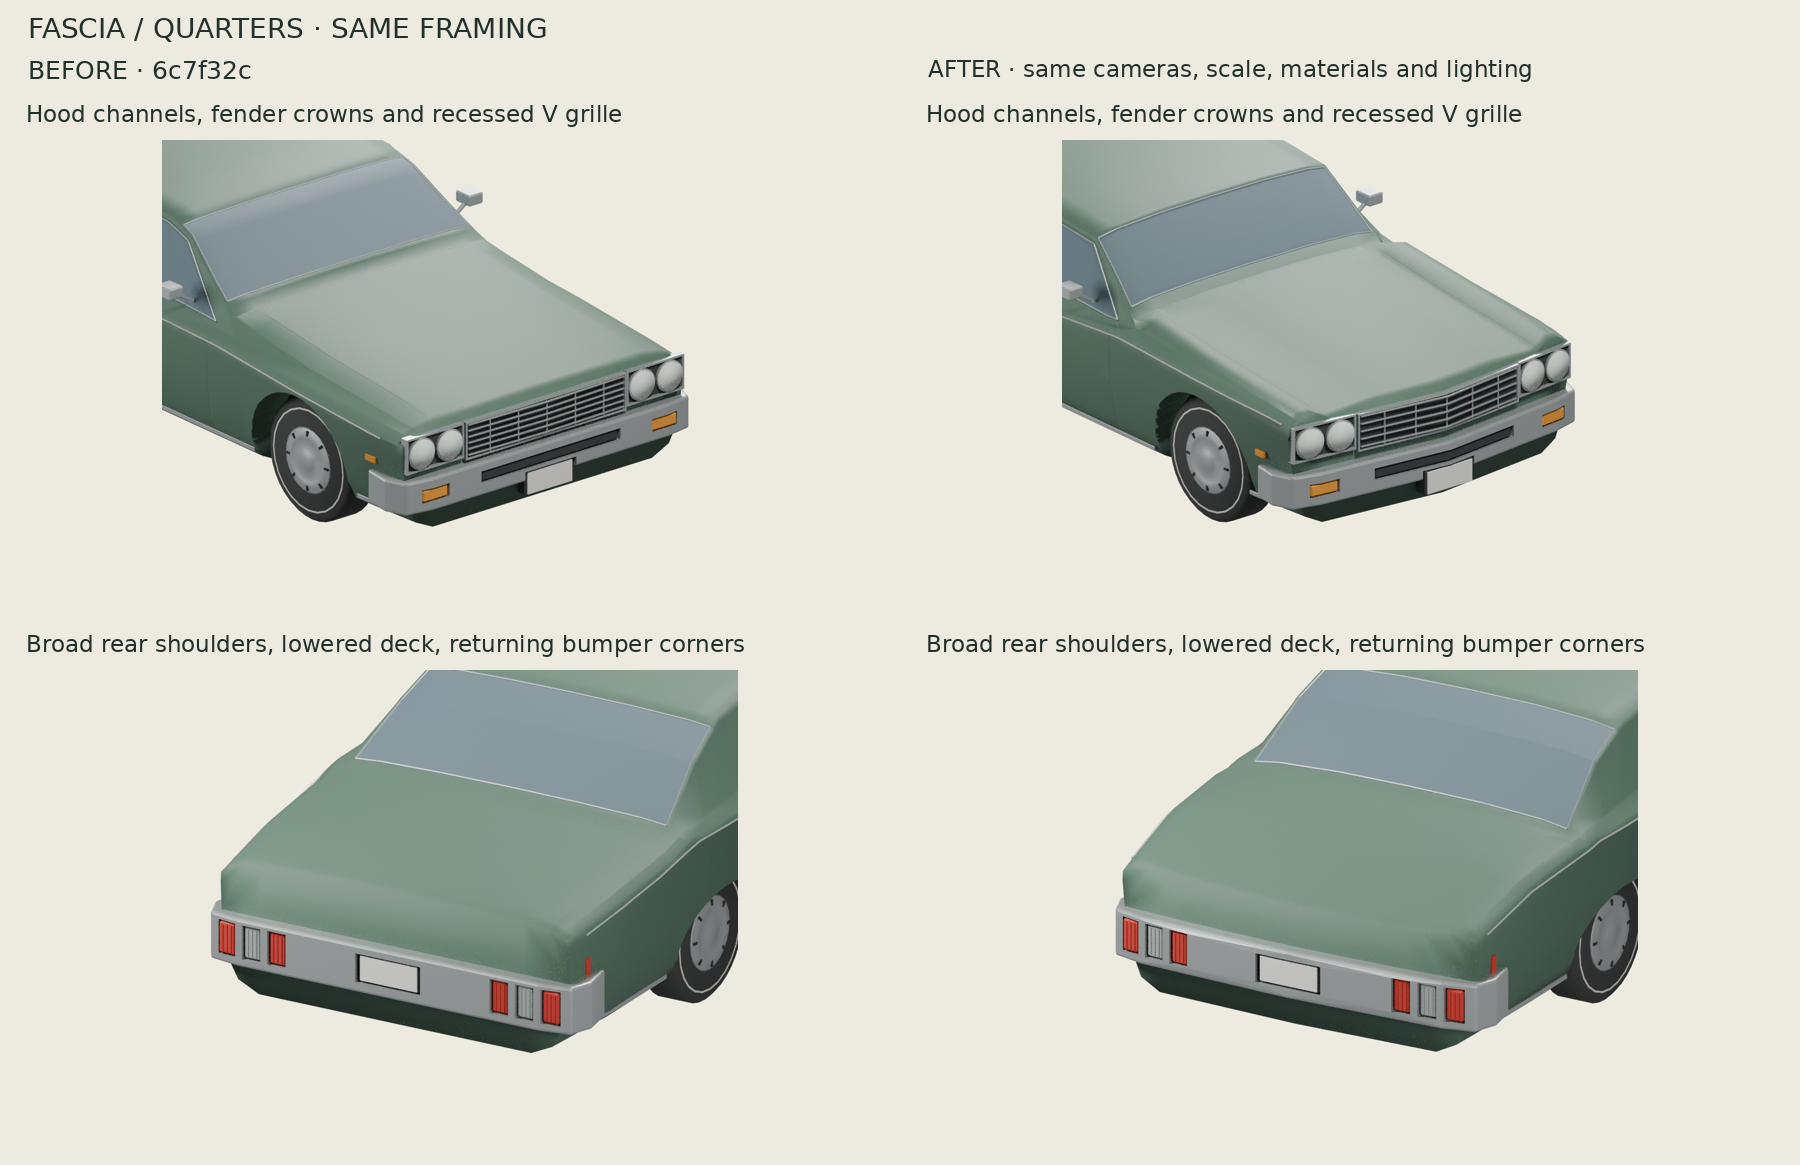 FASCIA / QUARTERS · SAME FRAMING
BEFORE · 6c7f32c
AFTER · same cameras, scale, materials and lighting
Hood channels, fender crowns and recessed V grille
Hood channels, fender crowns and recessed V grille
Broad rear shoulders, lowered deck, returning bumper corners
Broad rear shoulders, lowered deck, returning bumper corners